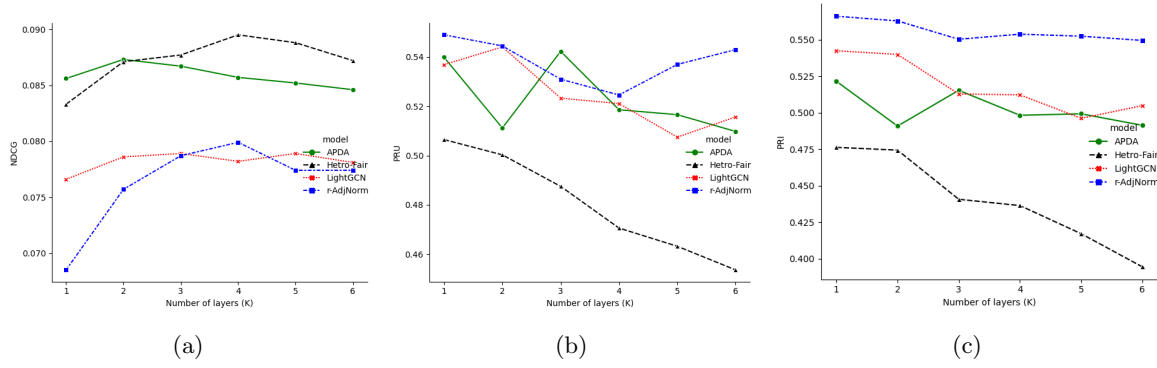 NDCG
0.090
0.085
0.080
0.075
0.070
1 2 3 4 5 6
Number of layers (K)
model
APDA
Hetro-Fair
LightGCN
r-AdjNorm
(a)
PRU
0.54
0.52
0.50
0.48
0.46
1 2 3 4 5 6
Number of layers (K)
model
APDA
Hetro-Fair
LightGCN
r-AdjNorm
(b)
PRI
0.550
0.525
0.500
0.475
0.450
0.425
0.400
1 2 3 4 5 6
Number of layers (K)
model
APDA
Hetro-Fair
LightGCN
r-AdjNorm
(c)